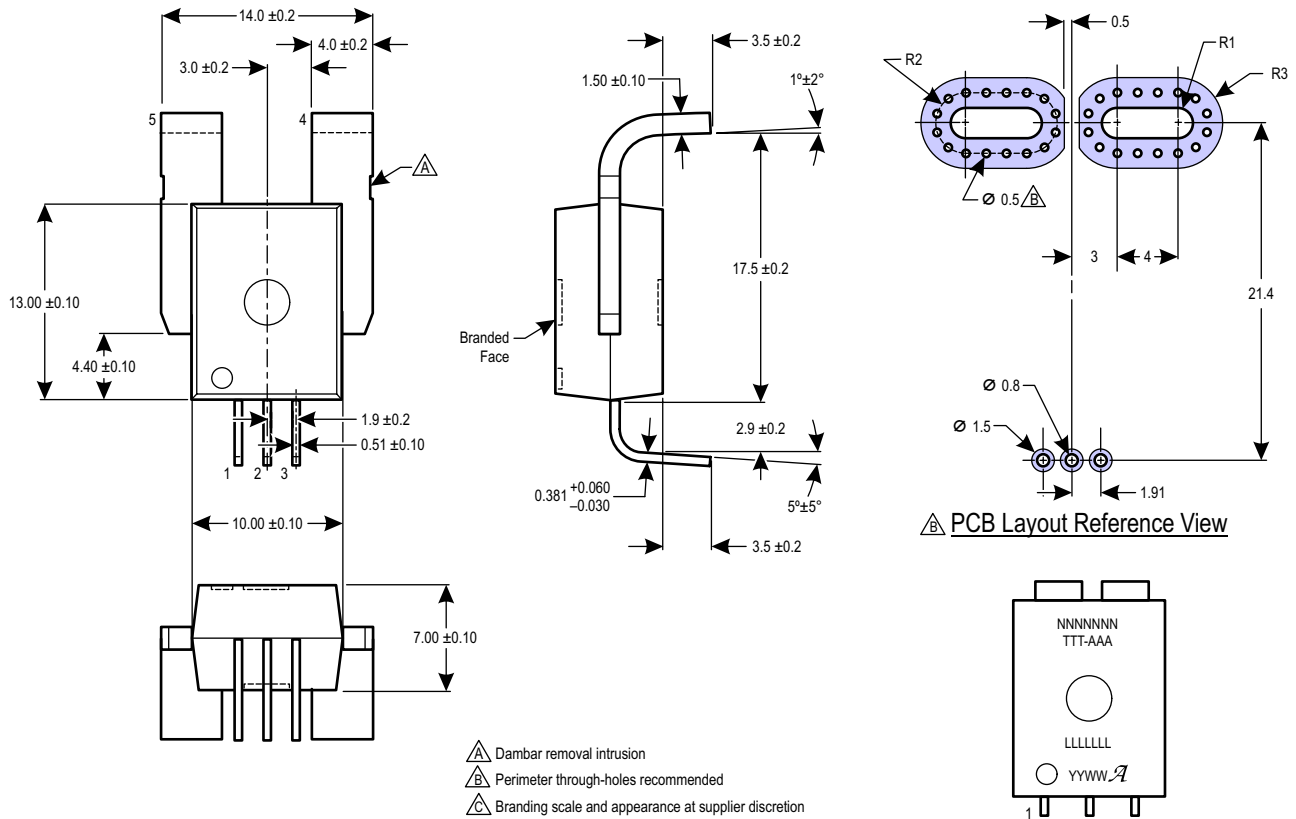 14.0 ±0.2
4.0 ±0.2
3.0 ±0.2
5
4
A
13.00 ±0.10
4.40 ±0.10
1.9 ±0.2
0.51 ±0.10
1
2
3
10.00 ±0.10
7.00 ±0.10
3.5 ±0.2
1.50 ±0.10
1°±2°
17.5 ±0.2
Branded
Face
2.9 ±0.2
0.381 +0.060
–0.030
5°±5°
3.5 ±0.2
0.5
R1
R2
R3
Ø 0.5 B
3
4
21.4
Ø 0.8
Ø 1.5
1.91
B PCB Layout Reference View
NNNNNNN
TTT-AAA
LLLLLLL
YYWW A
1
A Dambar removal intrusion
B Perimeter through-holes recommended
C Branding scale and appearance at supplier discretion